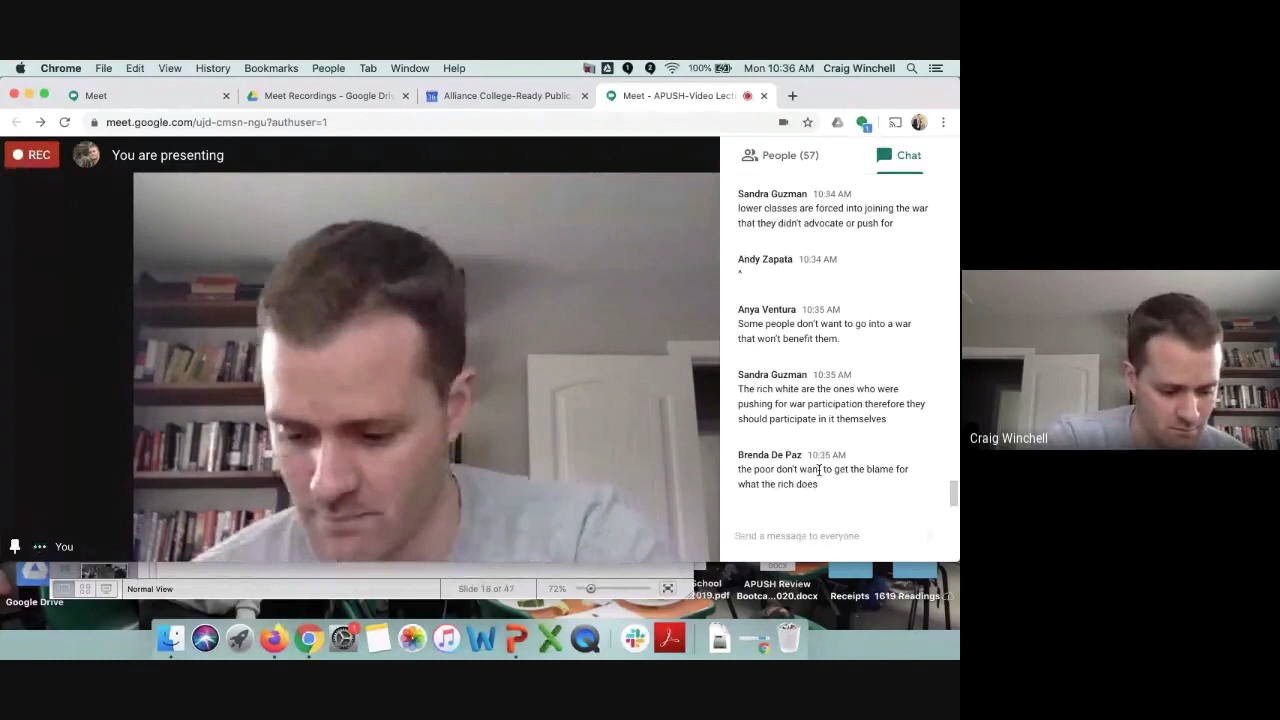 Chrome File Edit View History Bookmarks People Tab Window Help 100% Mon 10:36 AM Craig Winchell
Meet Meet Recordings - Google Driv Alliance College-Ready Public Meet - APUSH-Video Lect
meet.google.com/ujd-cmsn-ngu?authuser=1
REC You are presenting
People (57) Chat
Sandra Guzman 10:34 AM
lower classes are forced into joining the war
that they didn't advocate or push for
Andy Zapata 10:34 AM
^
Anya Ventura 10:35 AM
Some people don't want to go into a war
that won't benefit them.
Sandra Guzman 10:35 AM
The rich white are the ones who were
pushing for war participation therefore they
should participate in it themselves
Brenda De Paz 10:35 AM
the poor don't want to get the blame for
what the rich does
Send a message to everyone
You
Craig Winchell
Normal View Slide 18 of 47 72%
Google Drive
School
2019.pdf
DOCX
APUSH Review
Bootca...020.docx
Receipts
1619 Readings